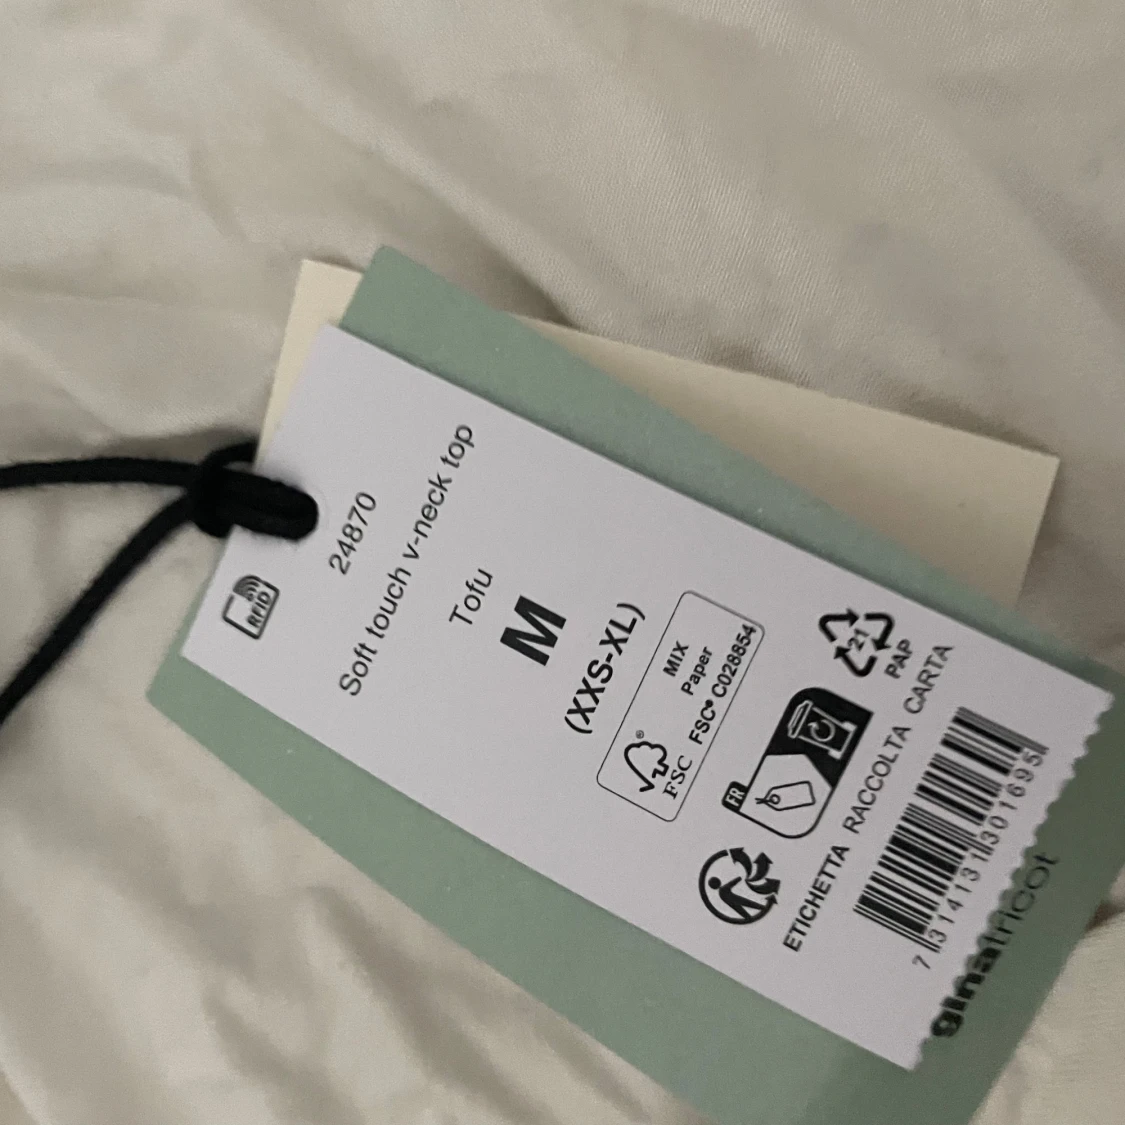 RFID
24870
Soft touch v-neck top
Tofu
M
(XXS-XL)
FSC
MIX
Paper
FSC® C028854
FR
21
PAP
ETICHETTA RACCOLTA CARTA
7 314131 301695
ginatricot